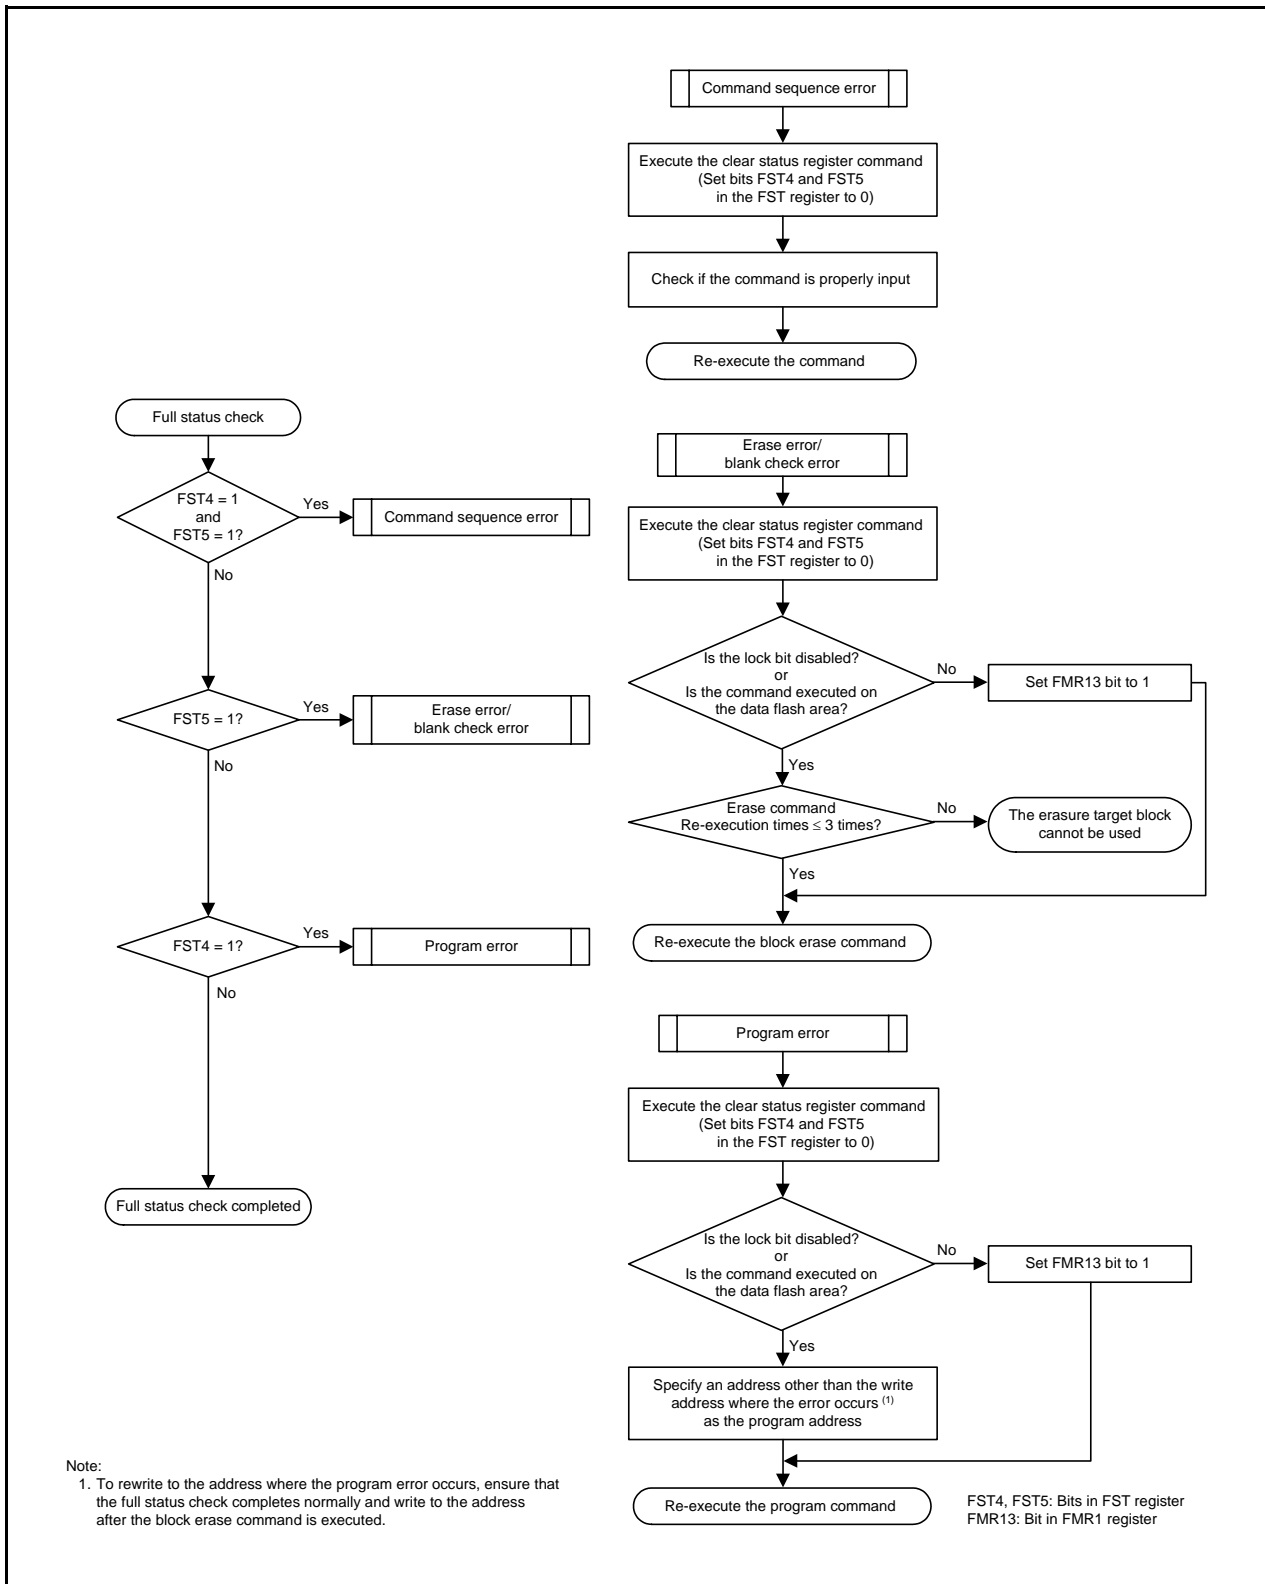 Command sequence error
Execute the clear status register command
(Set bits FST4 and FST5
in the FST register to 0)
Check if the command is properly input
Re-execute the command
Full status check
FST4 = 1
and
FST5 = 1?
Yes
Command sequence error
No
FST5 = 1?
Yes
Erase error/
blank check error
No
FST4 = 1?
Yes
Program error
No
Full status check completed
Erase error/
blank check error
Execute the clear status register command
(Set bits FST4 and FST5
in the FST register to 0)
Is the lock bit disabled?
or
Is the command executed on
the data flash area?
No
Set FMR13 bit to 1
Yes
Erase command
Re-execution times ≤ 3 times?
No
The erasure target block
cannot be used
Yes
Re-execute the block erase command
Program error
Execute the clear status register command
(Set bits FST4 and FST5
in the FST register to 0)
Is the lock bit disabled?
or
Is the command executed on
the data flash area?
No
Set FMR13 bit to 1
Yes
Specify an address other than the write
address where the error occurs (1)
as the program address
Re-execute the program command
Note:
1. To rewrite to the address where the program error occurs, ensure that
the full status check completes normally and write to the address
after the block erase command is executed.
FST4, FST5: Bits in FST register
FMR13: Bit in FMR1 register